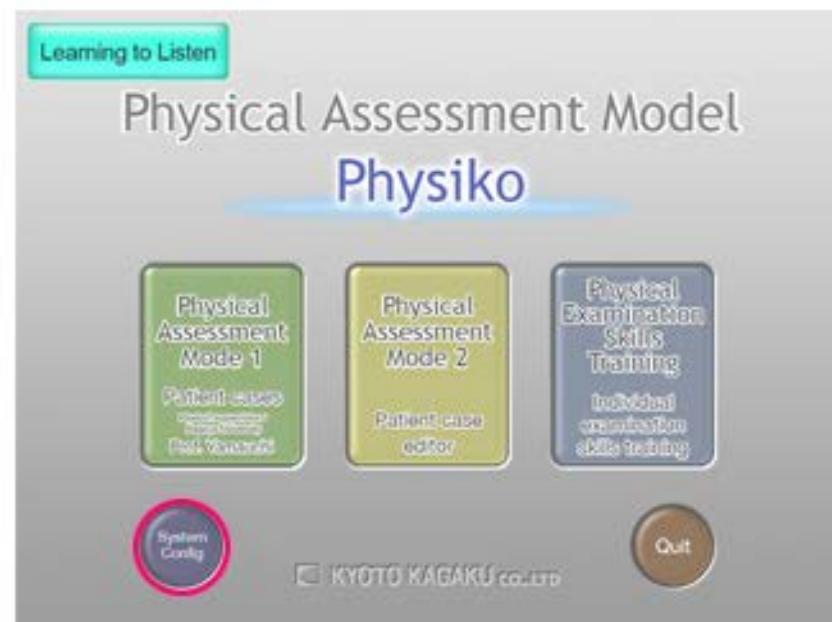 Learning to Listen
Physical Assessment Model
Physiko
Physical
Assessment
Mode 1
Patient cases
Prof. Yamauchi
Physical
Assessment
Mode 2
Patient case
editor
Physical
Examination
Skills
Training
Individual
examination
skills training
System
Config
Quit
KYOTO KAGAKU CO.,LTD